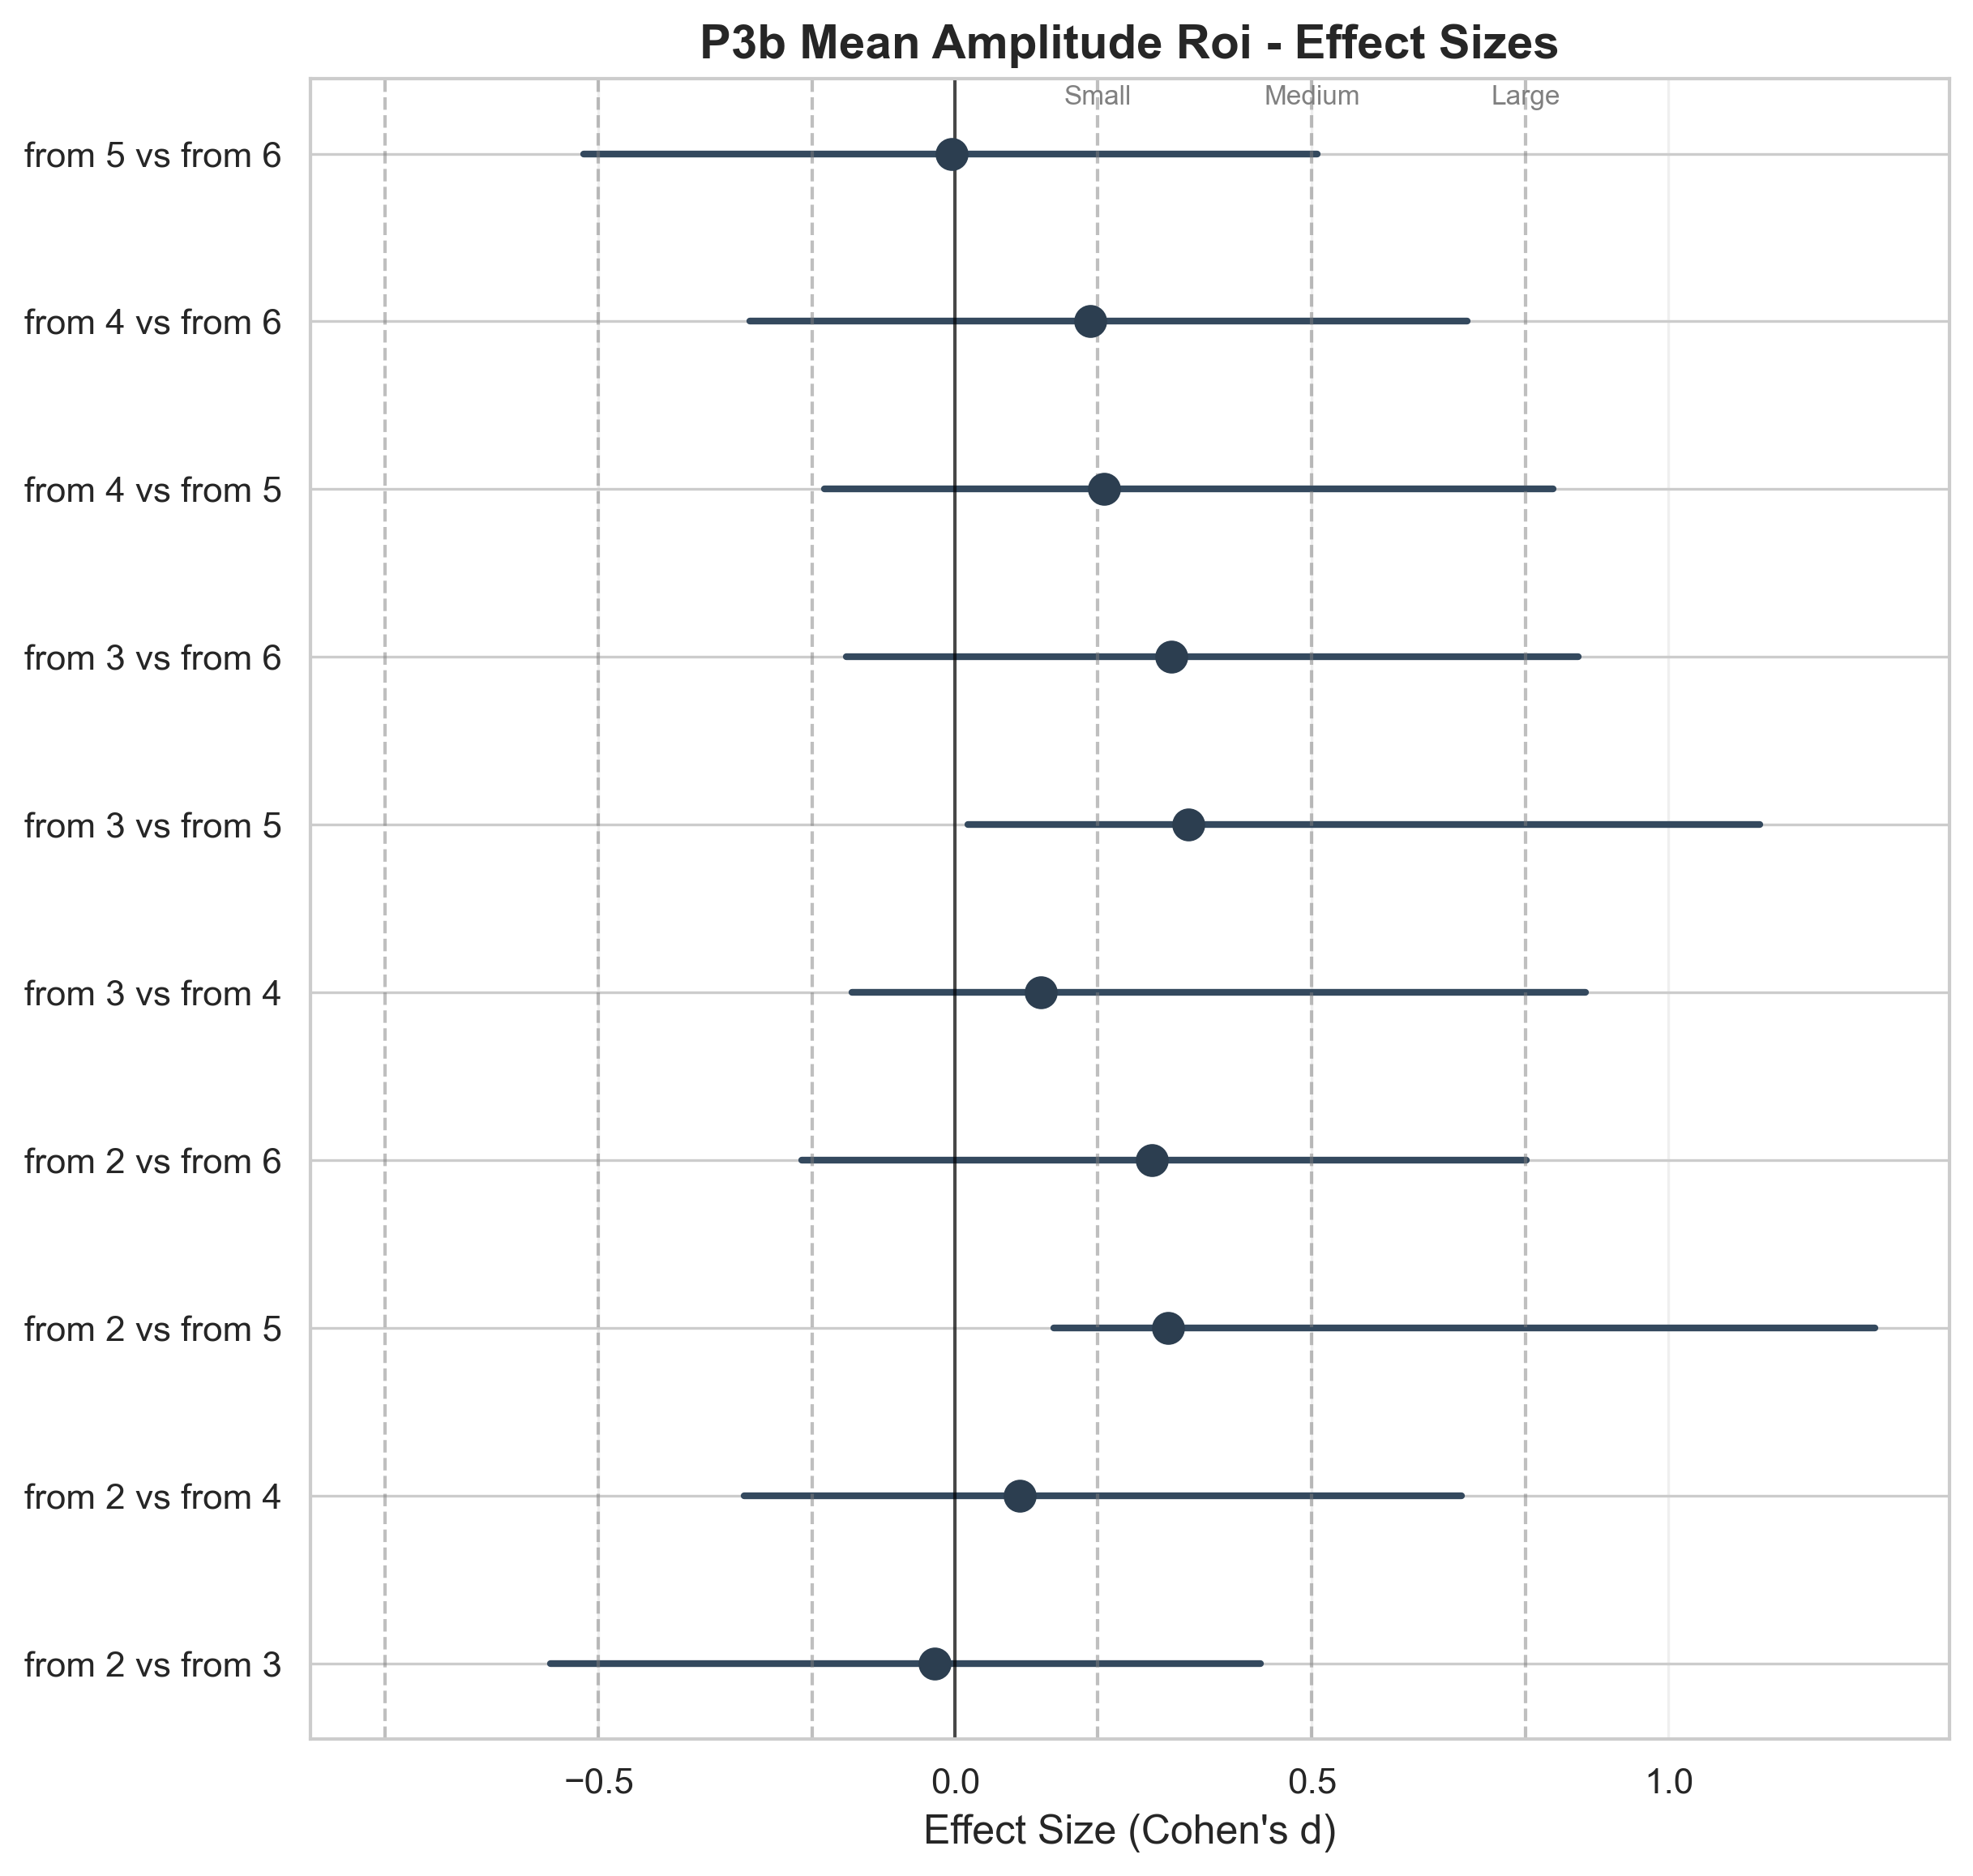 P3b Mean Amplitude Roi - Effect Sizes
Small Medium Large
from 5 vs from 6
from 4 vs from 6
from 4 vs from 5
from 3 vs from 6
from 3 vs from 5
from 3 vs from 4
from 2 vs from 6
from 2 vs from 5
from 2 vs from 4
from 2 vs from 3
−0.5 0.0 0.5 1.0
Effect Size (Cohen's d)